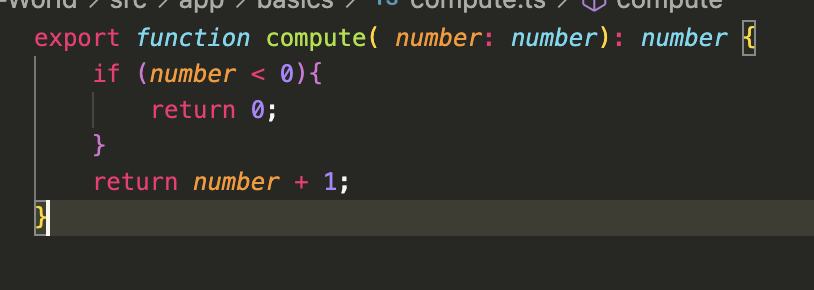 -World > src > app > basics > TS compute.ts > compute
export function compute( number: number): number {
    if (number < 0){
        return 0;
    }
    return number + 1;
}